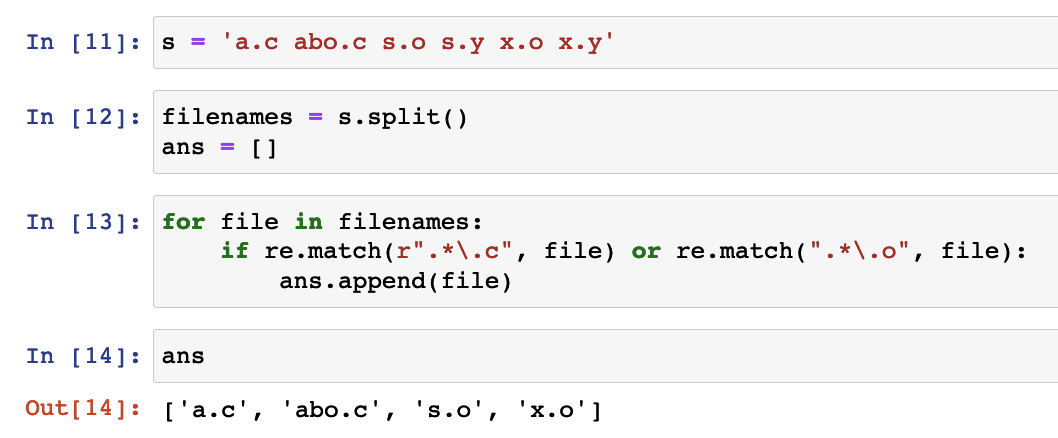 In [11]: s = 'a.c abo.c s.o s.y x.o x.y'
In [12]: filenames = s.split()
ans = []
In [13]: for file in filenames:
    if re.match(r".*\.c", file) or re.match(".*\.o", file):
        ans.append(file)
In [14]: ans
Out[14]: ['a.c', 'abo.c', 's.o', 'x.o']